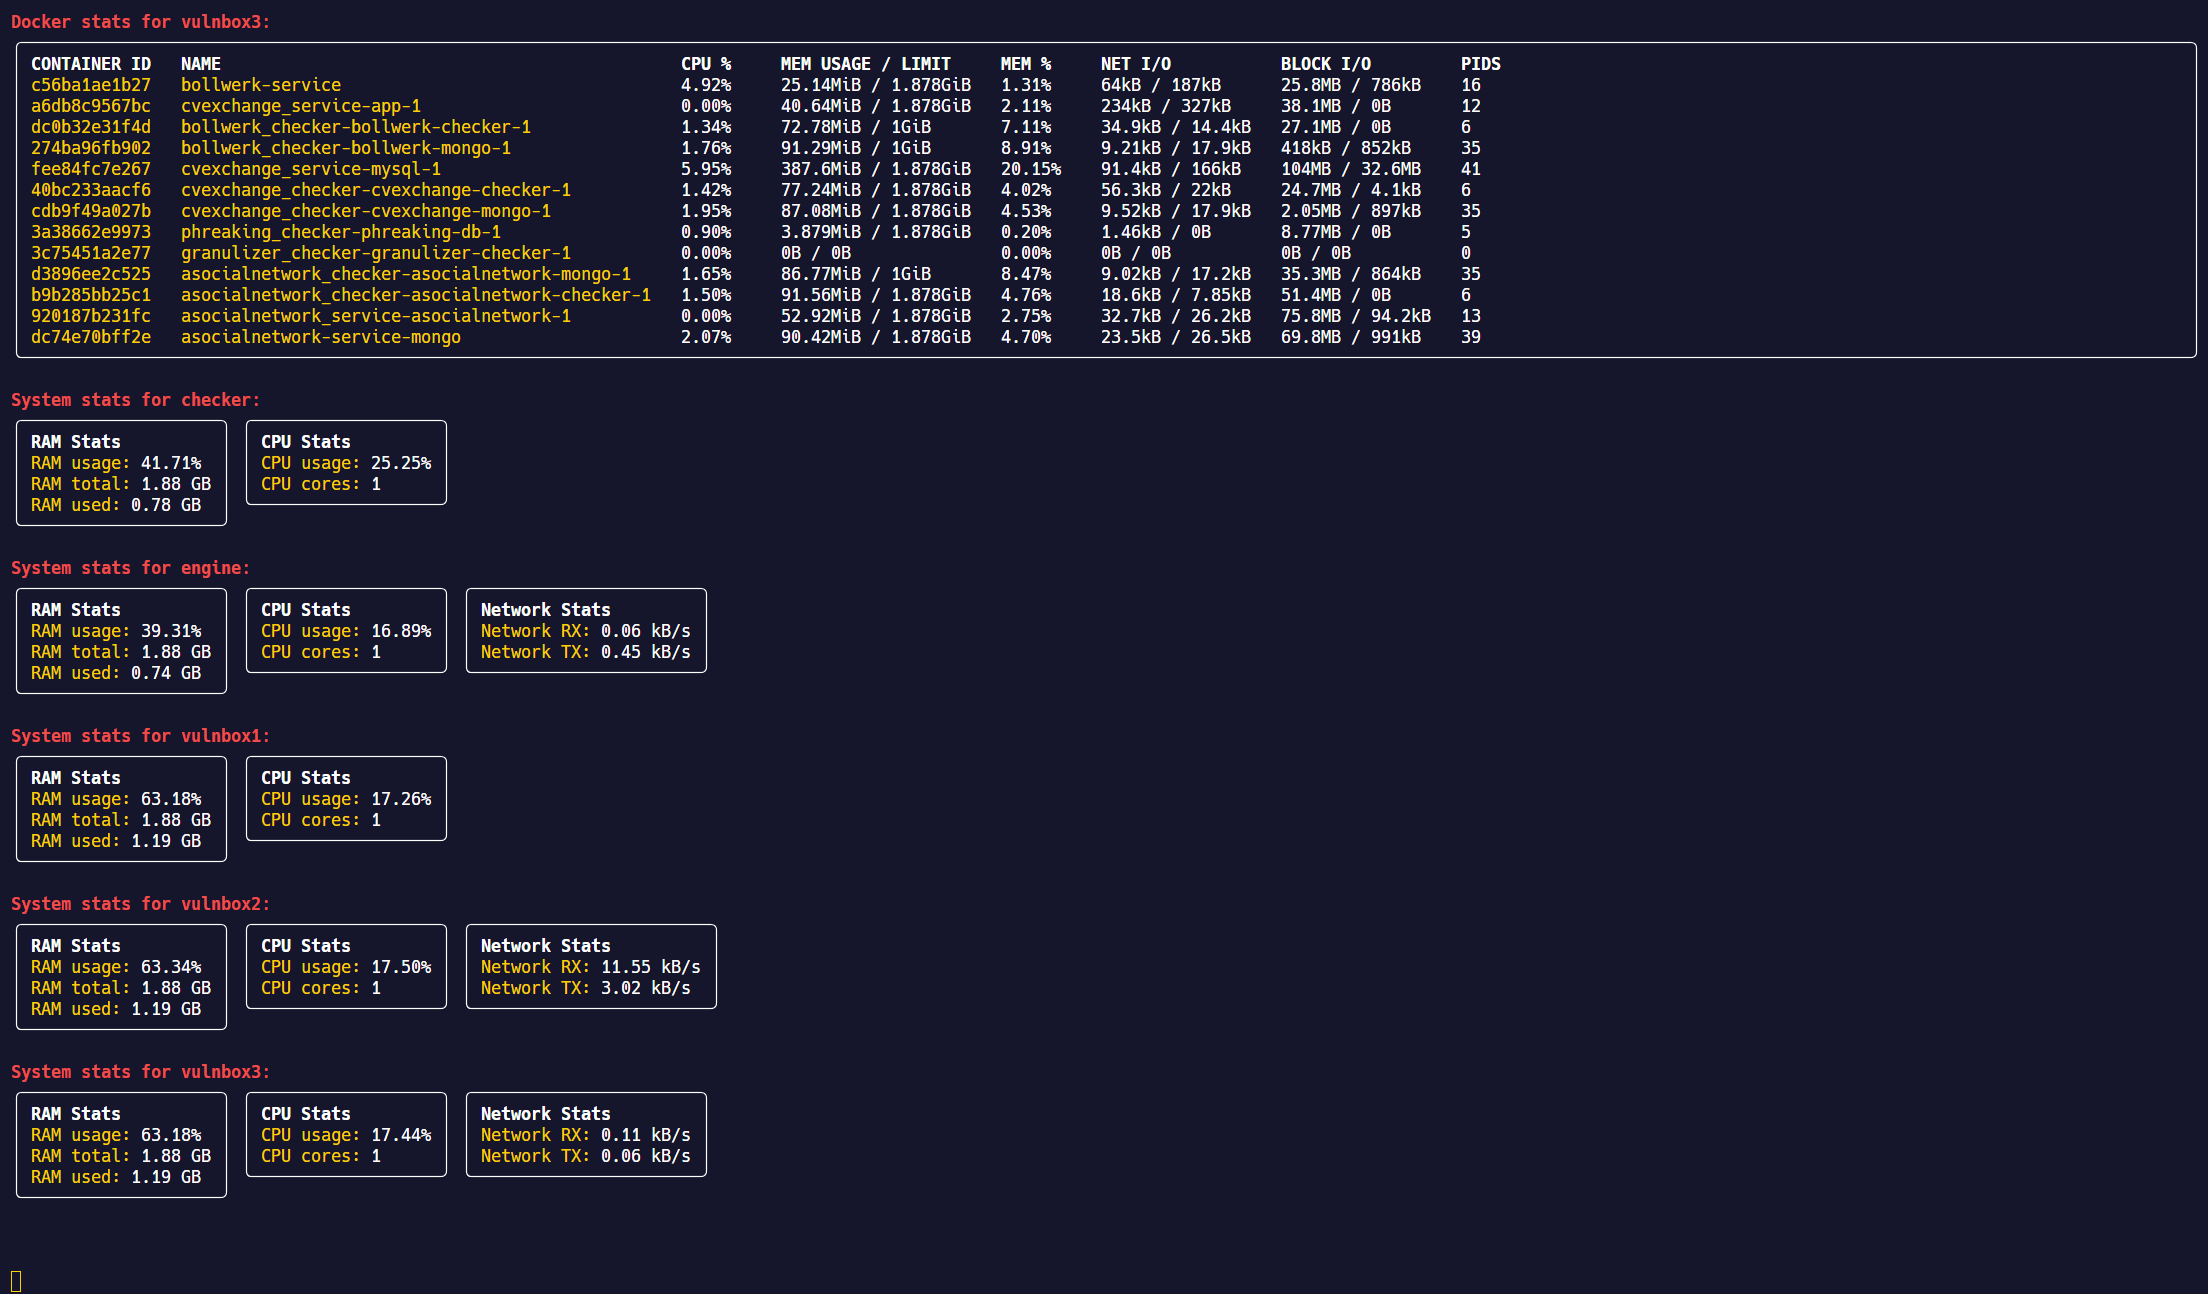 Docker stats for vulnbox3:
CONTAINER ID NAME CPU % MEM USAGE / LIMIT MEM % NET I/O BLOCK I/O PIDS
c56ba1ae1b27 bollwerk-service 4.92% 25.14MiB / 1.878GiB 1.31% 64kB / 187kB 25.8MB / 786kB 16
a6db8c9567bc cvexchange_service-app-1 0.00% 40.64MiB / 1.878GiB 2.11% 234kB / 327kB 38.1MB / 0B 12
dc0b32e31f4d bollwerk_checker-bollwerk-checker-1 1.34% 72.78MiB / 1GiB 7.11% 34.9kB / 14.4kB 27.1MB / 0B 6
274ba96fb902 bollwerk_checker-bollwerk-mongo-1 1.76% 91.29MiB / 1GiB 8.91% 9.21kB / 17.9kB 418kB / 852kB 35
fee84fc7e267 cvexchange_service-mysql-1 5.95% 387.6MiB / 1.878GiB 20.15% 91.4kB / 166kB 104MB / 32.6MB 41
40bc233aacf6 cvexchange_checker-cvexchange-checker-1 1.42% 77.24MiB / 1.878GiB 4.02% 56.3kB / 22kB 24.7MB / 4.1kB 6
cdb9f49a027b cvexchange_checker-cvexchange-mongo-1 1.95% 87.08MiB / 1.878GiB 4.53% 9.52kB / 17.9kB 2.05MB / 897kB 35
3a38662e9973 phreaking_checker-phreaking-db-1 0.90% 3.879MiB / 1.878GiB 0.20% 1.46kB / 0B 8.77MB / 0B 5
3c75451a2e77 granulizer_checker-granulizer-checker-1 0.00% 0B / 0B 0.00% 0B / 0B 0B / 0B 0
d3896ee2c525 asocialnetwork_checker-asocialnetwork-mongo-1 1.65% 86.77MiB / 1GiB 8.47% 9.02kB / 17.2kB 35.3MB / 864kB 35
b9b285bb25c1 asocialnetwork_checker-asocialnetwork-checker-1 1.50% 91.56MiB / 1.878GiB 4.76% 18.6kB / 7.85kB 51.4MB / 0B 6
920187b231fc asocialnetwork_service-asocialnetwork-1 0.00% 52.92MiB / 1.878GiB 2.75% 32.7kB / 26.2kB 75.8MB / 94.2kB 13
dc74e70bff2e asocialnetwork-service-mongo 2.07% 90.42MiB / 1.878GiB 4.70% 23.5kB / 26.5kB 69.8MB / 991kB 39
System stats for checker:
RAM Stats CPU Stats
RAM usage: 41.71% CPU usage: 25.25%
RAM total: 1.88 GB CPU cores: 1
RAM used: 0.78 GB
System stats for engine:
RAM Stats CPU Stats Network Stats
RAM usage: 39.31% CPU usage: 16.89% Network RX: 0.06 kB/s
RAM total: 1.88 GB CPU cores: 1 Network TX: 0.45 kB/s
RAM used: 0.74 GB
System stats for vulnbox1:
RAM Stats CPU Stats
RAM usage: 63.18% CPU usage: 17.26%
RAM total: 1.88 GB CPU cores: 1
RAM used: 1.19 GB
System stats for vulnbox2:
RAM Stats CPU Stats Network Stats
RAM usage: 63.34% CPU usage: 17.50% Network RX: 11.55 kB/s
RAM total: 1.88 GB CPU cores: 1 Network TX: 3.02 kB/s
RAM used: 1.19 GB
System stats for vulnbox3:
RAM Stats CPU Stats Network Stats
RAM usage: 63.18% CPU usage: 17.44% Network RX: 0.11 kB/s
RAM total: 1.88 GB CPU cores: 1 Network TX: 0.06 kB/s
RAM used: 1.19 GB